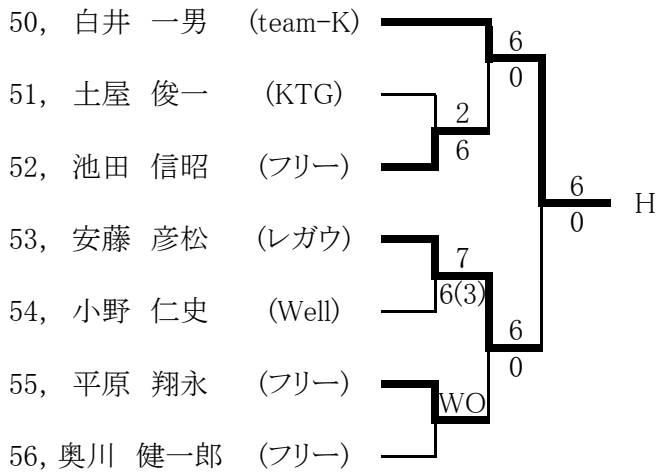 50, 白井 一男 (team-K)
6
0
51, 土屋 俊一 (KTG)
2
6
52, 池田 信昭 (フリー)
6
0
H
53, 安藤 彦松 (レガウ)
7
6(3)
54, 小野 仁史 (Well)
6
0
55, 平原 翔永 (フリー)
WO
56, 奥川 健一郎 (フリー)